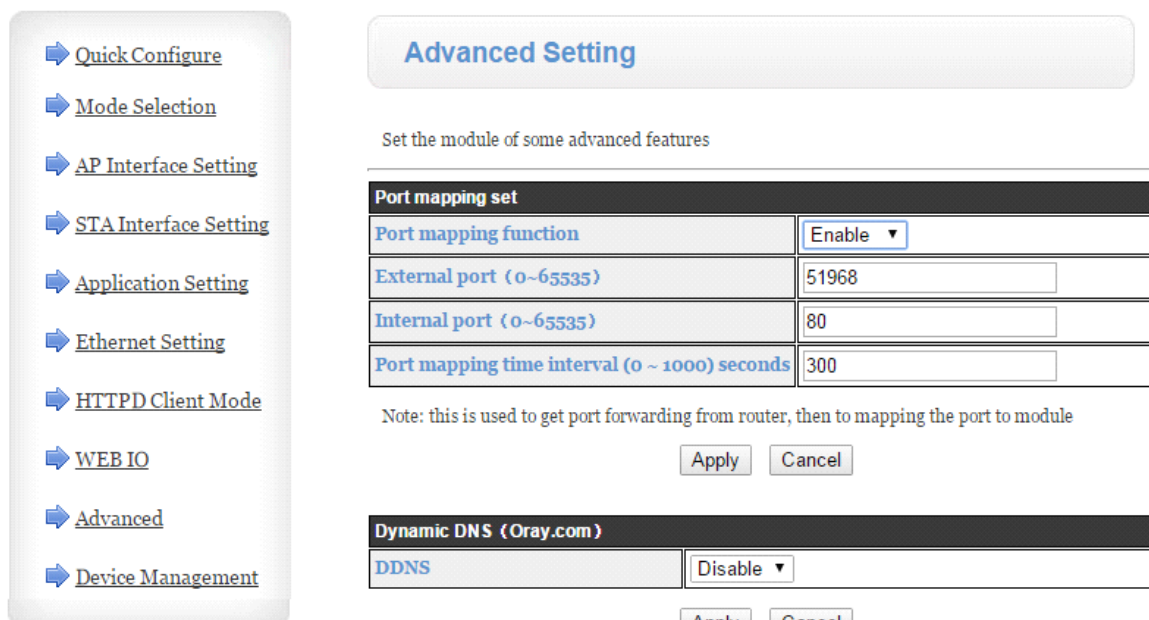 Quick Configure
Mode Selection
AP Interface Setting
STA Interface Setting
Application Setting
Ethernet Setting
HTTPD Client Mode
WEB IO
Advanced
Device Management
Advanced Setting
Set the module of some advanced features
Port mapping set
Port mapping function Enable
External port（0~65535） 51968
Internal port（0~65535） 80
Port mapping time interval (0 ~ 1000) seconds 300
Note: this is used to get port forwarding from router, then to mapping the port to module
Apply Cancel
Dynamic DNS（Oray.com）
DDNS Disable
Apply Cancel